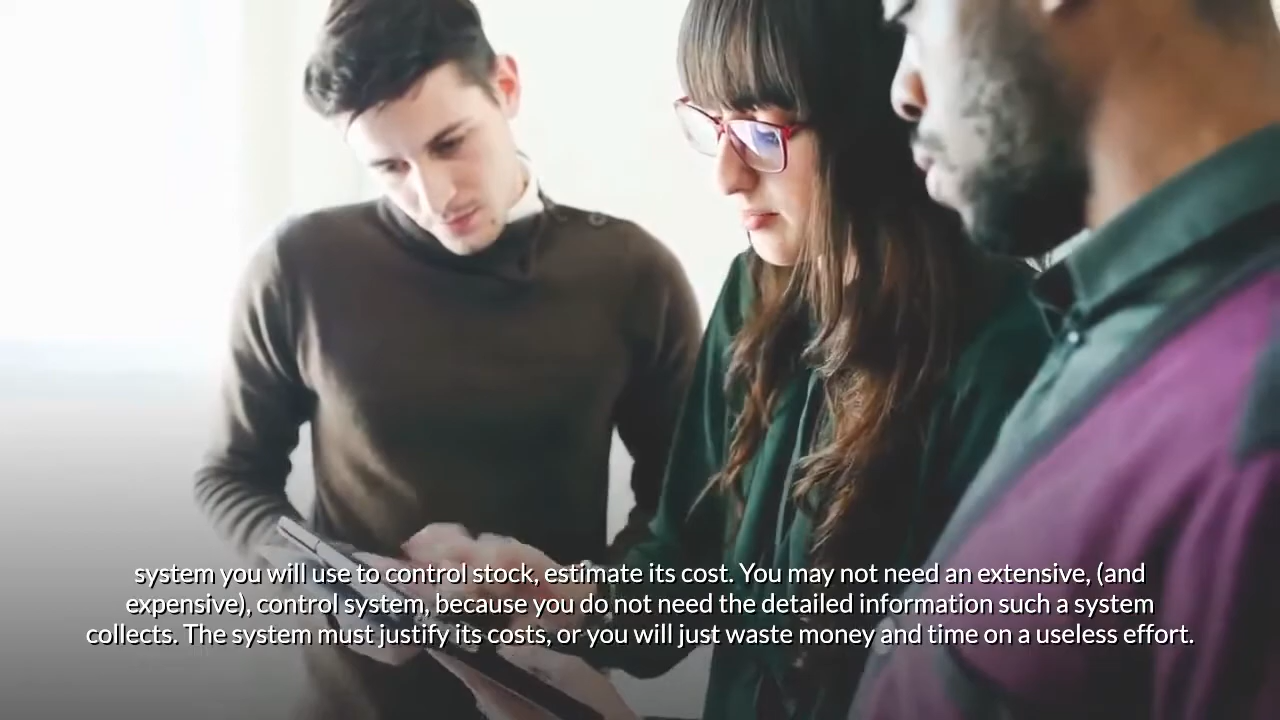 system you will use to control stock, estimate its cost. You may not need an extensive, (and
expensive), control system, because you do not need the detailed information such a system
collects. The system must justify its costs, or you will just waste money and time on a useless effort.